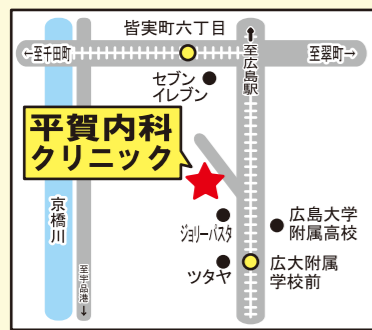 皆実町六丁目
←至千田町
至広島駅
至翠町→
セブン
イレブン
平賀内科
クリニック
京橋川
至宇品港
↓
ジョリーパスタ
広島大学
附属高校
ツタヤ
広大附属
学校前